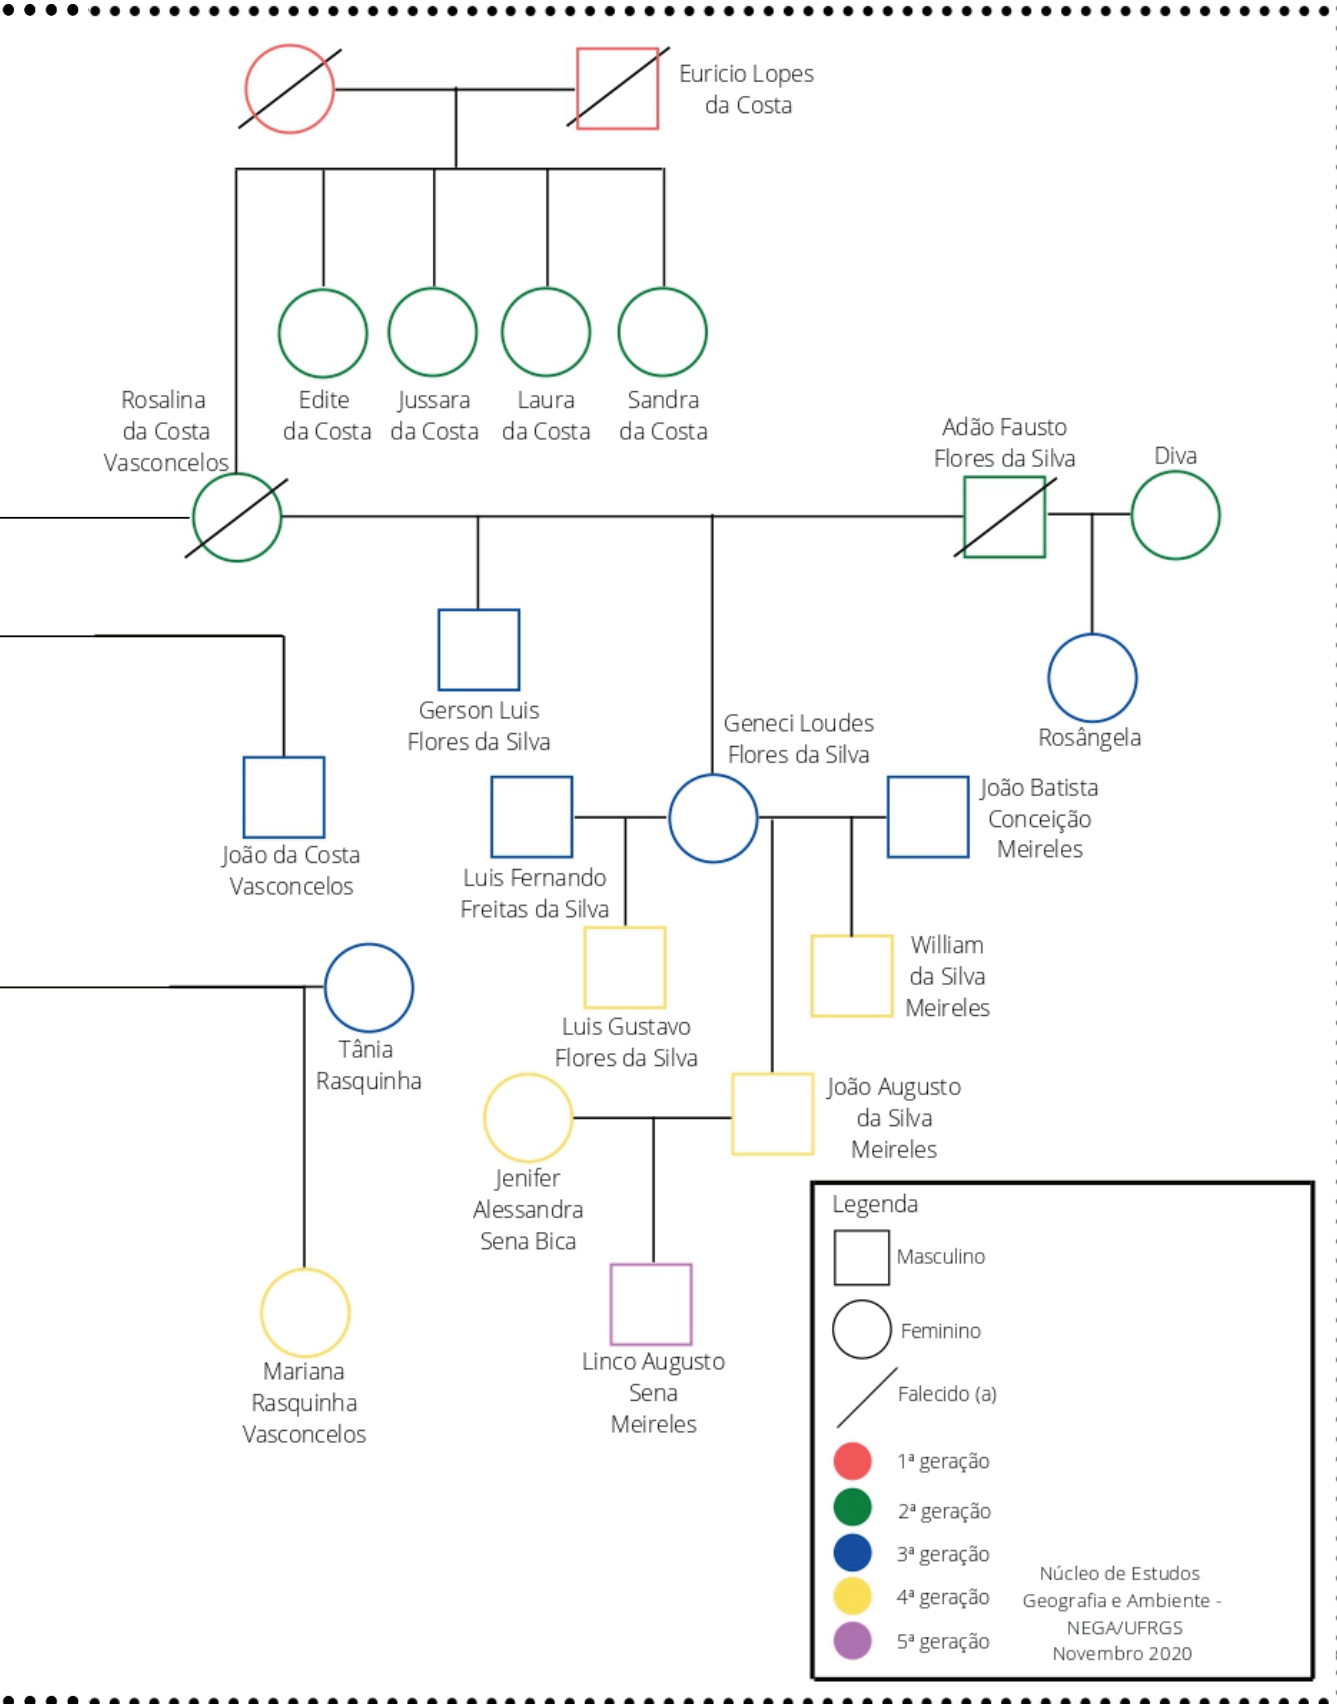 Euricio Lopes
da Costa
Rosalina
da Costa
Vasconcelos
Edite
da Costa
Jussara
da Costa
Laura
da Costa
Sandra
da Costa
Adão Fausto
Flores da Silva
Diva
Gerson Luis
Flores da Silva
Geneci Loudes
Flores da Silva
Rosângela
João da Costa
Vasconcelos
Luis Fernando
Freitas da Silva
João Batista
Conceição
Meireles
Tânia
Rasquinha
Luis Gustavo
Flores da Silva
William
da Silva
Meireles
Jenifer
Alessandra
Sena Bica
João Augusto
da Silva
Meireles
Mariana
Rasquinha
Vasconcelos
Linco Augusto
Sena
Meireles
Legenda
Masculino
Feminino
Falecido (a)
1ª geração
2ª geração
3ª geração
4ª geração
5ª geração
Núcleo de Estudos
Geografia e Ambiente -
NEGA/UFRGS
Novembro 2020